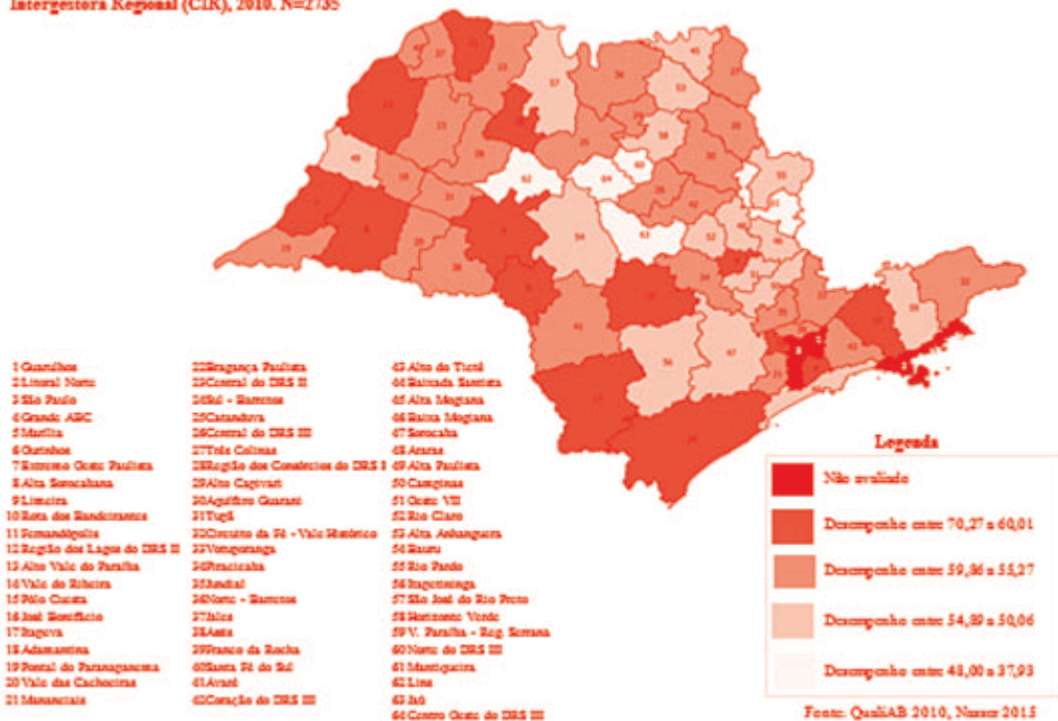 Intergestora Regional (CIR), 2010. N=2735
1 Guarulhos
2 Litoral Norte
3 São Paulo
4 Grande ABC
5 Marília
6 Ourinhos
7 Extremo Oeste Paulista
8 Alta Sorocabana
9 Limeira
10 Rota dos Bandeirantes
11 Fernandópolis
12 Região dos Lagos do DRS II
13 Alto Vale do Paraíba
14 Vale do Ribeira
15 Pólo Cuesta
16 José Bonifácio
17 Itapeva
18 Adamantina
19 Pontal do Paranapanema
20 Vale das Cachoeiras
21 Mananciais
22 Bragança Paulista
23 Central do DRS II
24 Sul - Barretos
25 Catanduva
26 Central do DRS III
27 Três Colinas
28 Região dos Consórcios do DRS I
29 Alto Capivari
30 Aquífero Guarani
31 Tupã
32 Circuito da Fé - Vale Histórico
33 Votuporanga
34 Piracicaba
35 Jundiaí
36 Norte - Barretos
37 Jales
38 Assis
39 Franco da Rocha
40 Santa Fé do Sul
41 Avaré
42 Coração do DRS III
43 Alto do Tietê
44 Baixada Santista
45 Alta Mogiana
46 Baixa Mogiana
47 Sorocaba
48 Araras
49 Alta Paulista
50 Campinas
51 Oeste VII
52 Rio Claro
53 Alta Anhanguera
54 Bauru
55 Rio Pardo
56 Itapetininga
57 São José do Rio Preto
58 Horizonte Verde
59 V. Paraíba - Reg. Serrana
60 Norte do DRS III
61 Mantiqueira
62 Lins
63 Jaú
64 Centro Oeste do DRS III
Legenda
Não avaliado
Desempenho entre 70,27 a 60,01
Desempenho entre 59,86 a 55,27
Desempenho entre 54,89 a 50,06
Desempenho entre 48,00 a 37,93
Fonte: QualiAB 2010, Nasser 2015